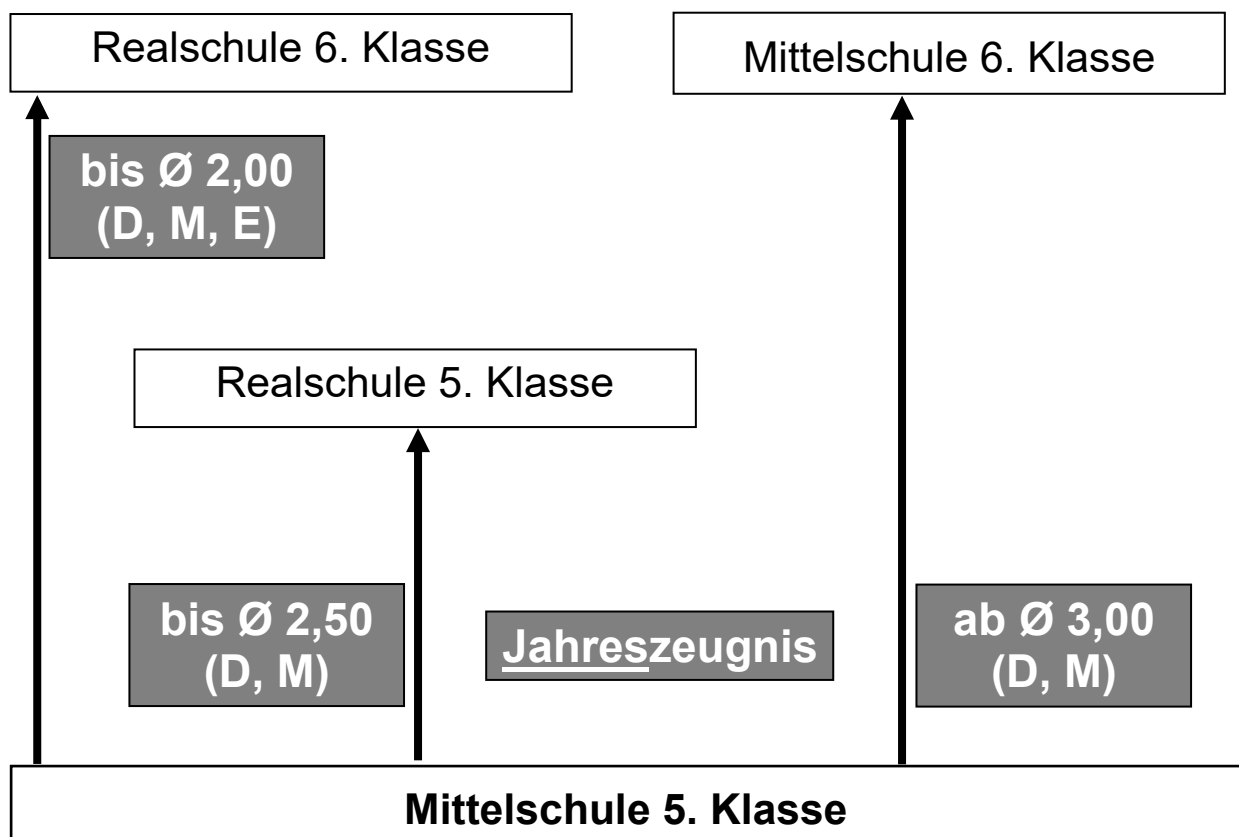 Realschule 6. Klasse
Mittelschule 6. Klasse
bis Ø 2,00
(D, M, E)
Realschule 5. Klasse
bis Ø 2,50
(D, M)
Jahreszeugnis
ab Ø 3,00
(D, M)
Mittelschule 5. Klasse